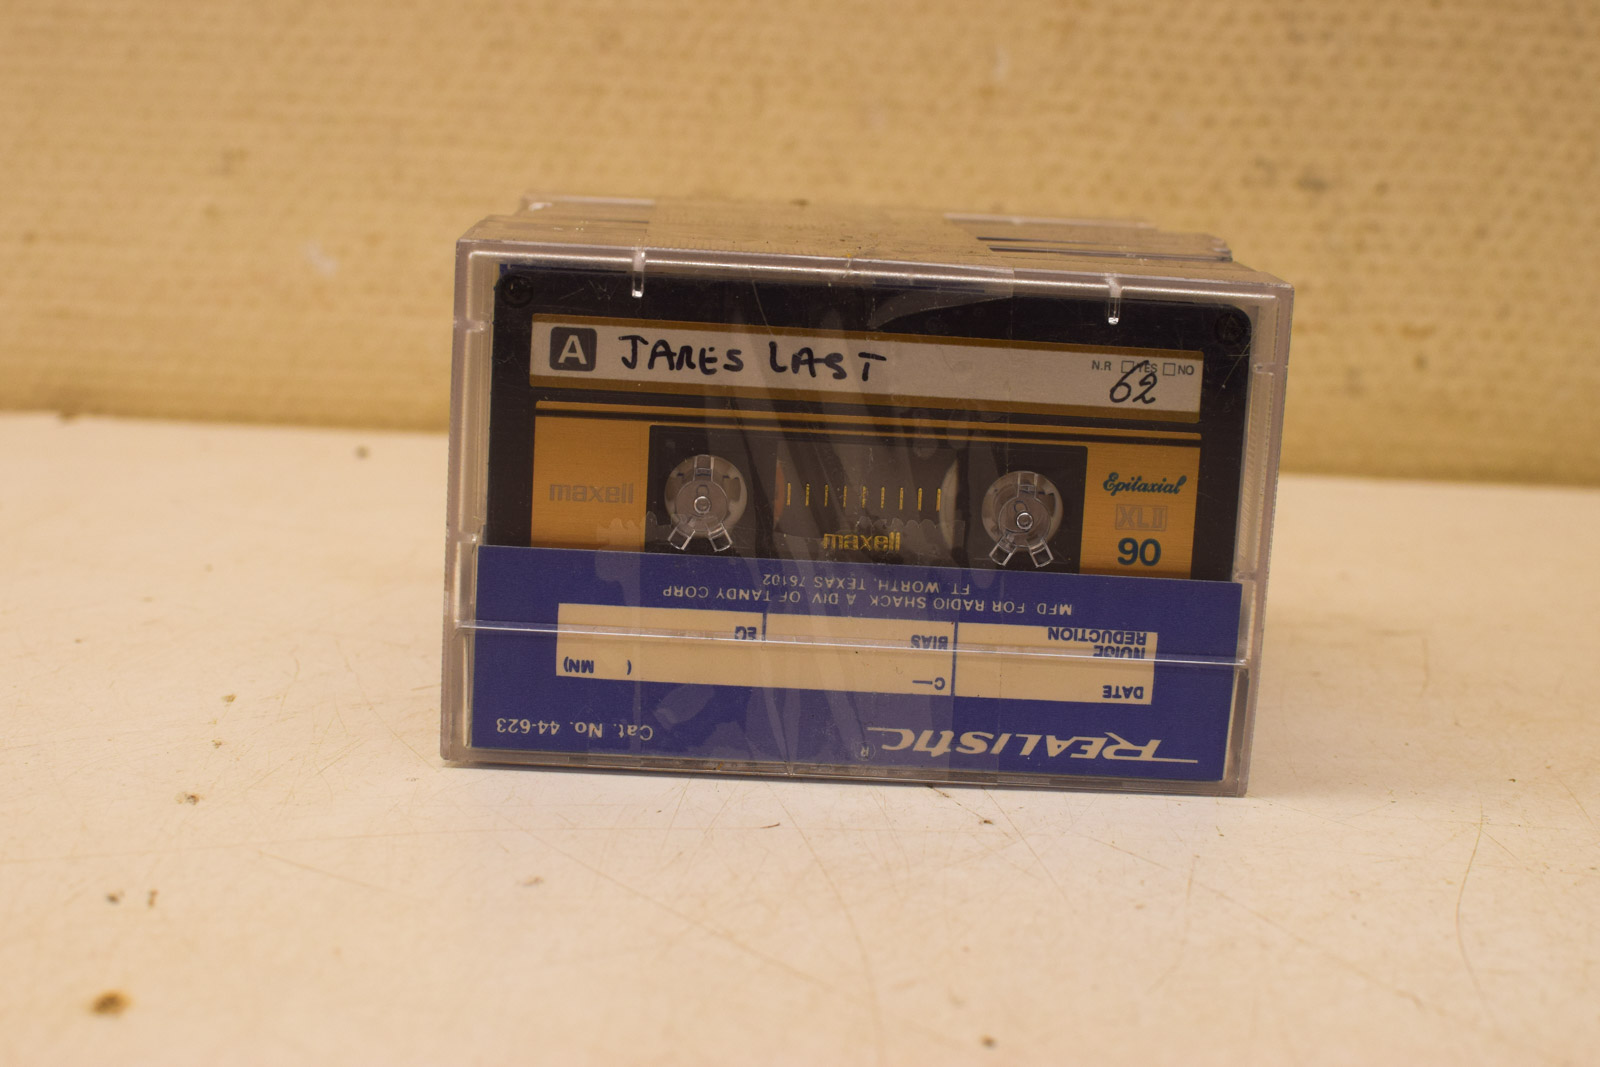 A JAMES LAST
N.R □ YES □ NO
62
maxell
Epitaxial
XLII
90
maxell
MFD FOR RADIO SHACK A DIV. OF TANDY CORP
FT. WORTH, TEXAS 76102
NOISE REDUCTION
BIAS
EQ
DATE
C—
( MIN)
REALISTIC®
Cat. No. 44-623